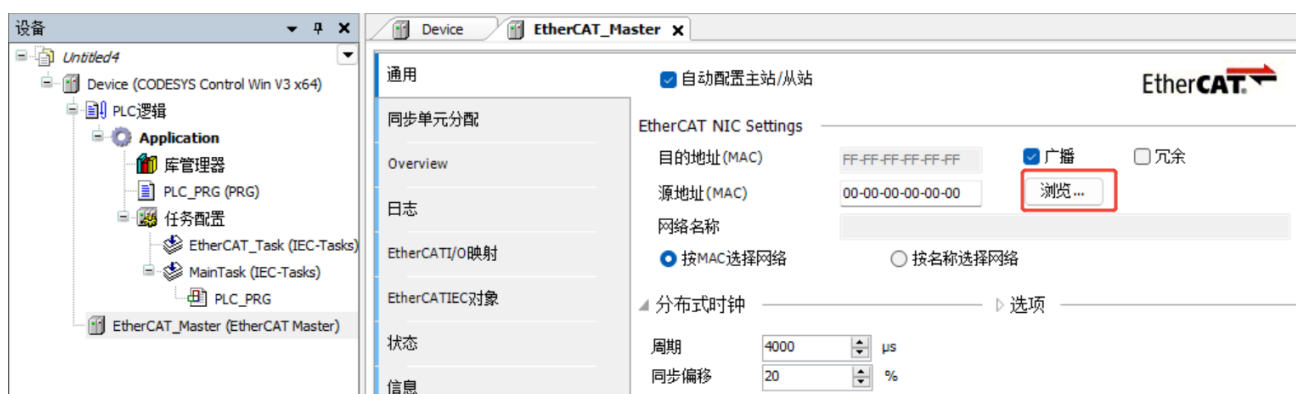 设备
Untitled4
Device (CODESYS Control Win V3 x64)
PLC逻辑
Application
库管理器
PLC_PRG (PRG)
任务配置
EtherCAT_Task (IEC-Tasks)
MainTask (IEC-Tasks)
PLC_PRG
EtherCAT_Master (EtherCAT Master)
Device
EtherCAT_Master
通用
同步单元分配
Overview
日志
EtherCATI/O映射
EtherCATIEC对象
状态
信息
自动配置主站/从站
EtherCAT
EtherCAT NIC Settings
目的地址(MAC) FF-FF-FF-FF-FF-FF 广播 冗余
源地址(MAC) 00-00-00-00-00-00 浏览...
网络名称
按MAC选择网络 按名称选择网络
分布式时钟 选项
周期 4000 µs
同步偏移 20 %